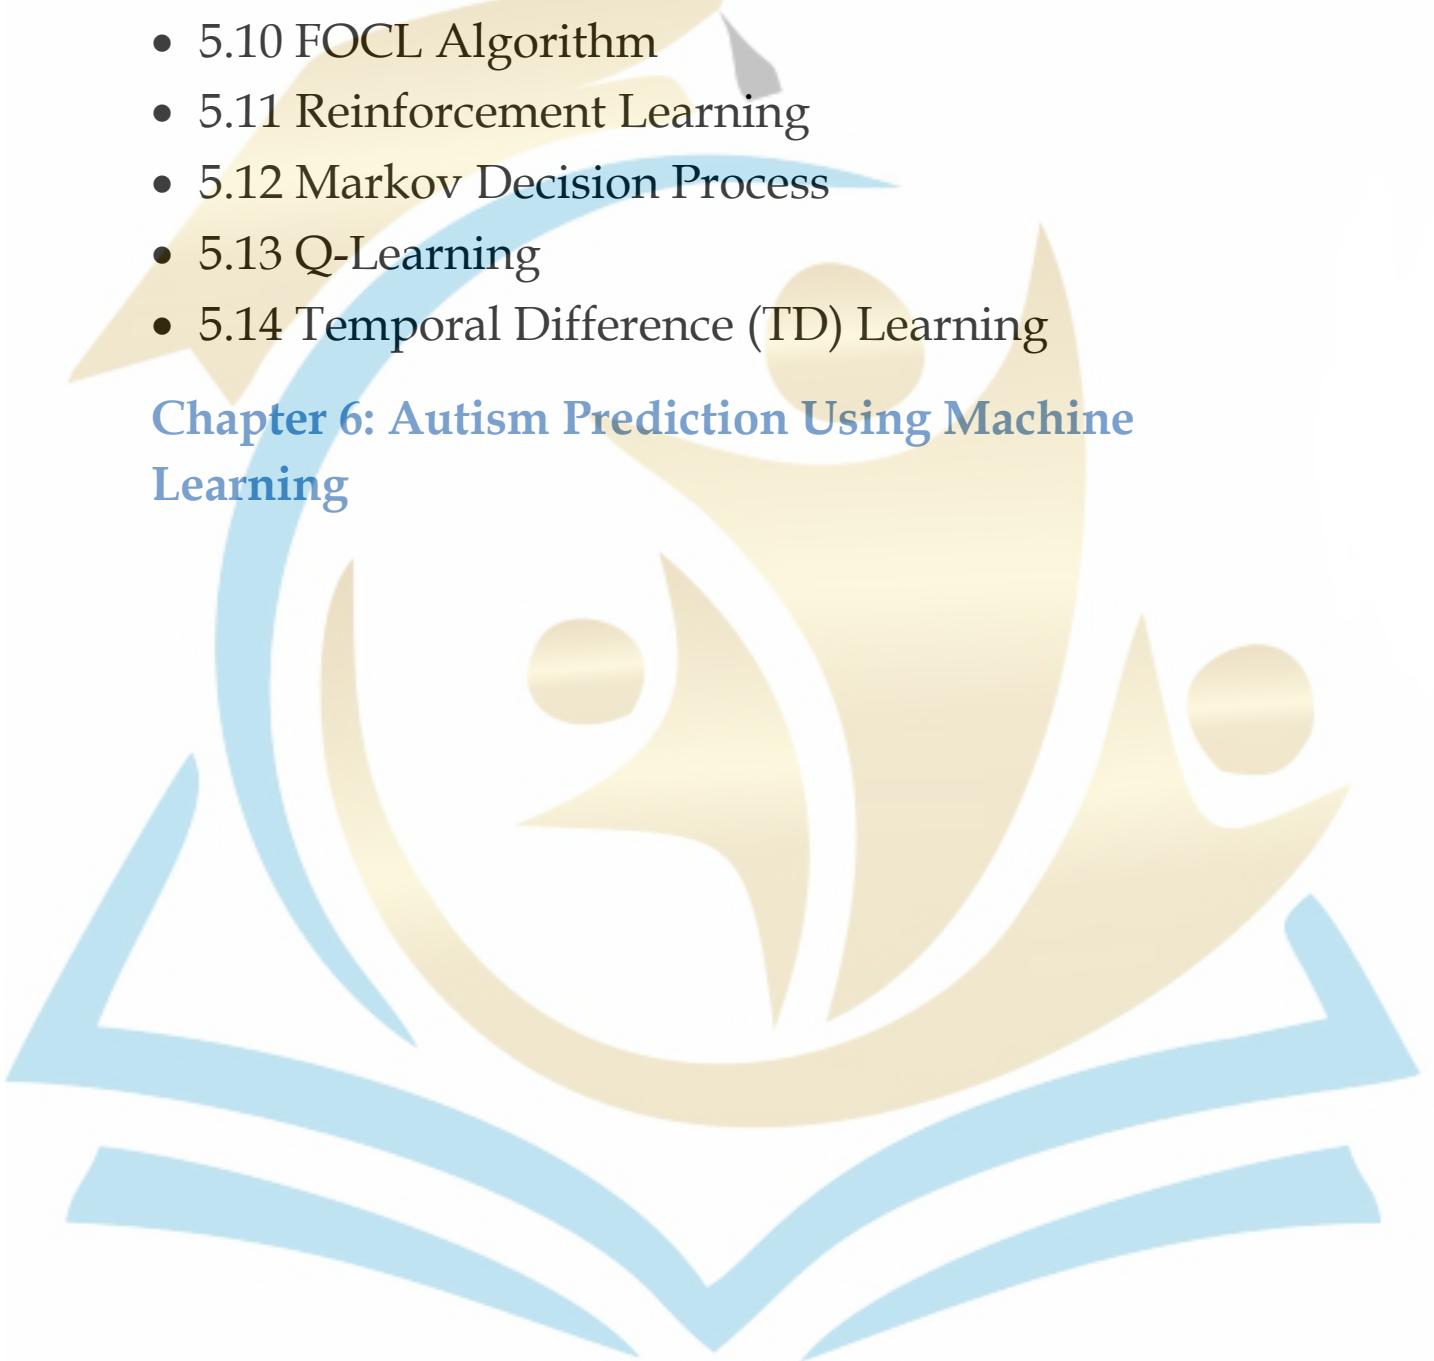 • 5.10 FOCL Algorithm
• 5.11 Reinforcement Learning
• 5.12 Markov Decision Process
• 5.13 Q-Learning
• 5.14 Temporal Difference (TD) Learning
Chapter 6: Autism Prediction Using Machine
Learning